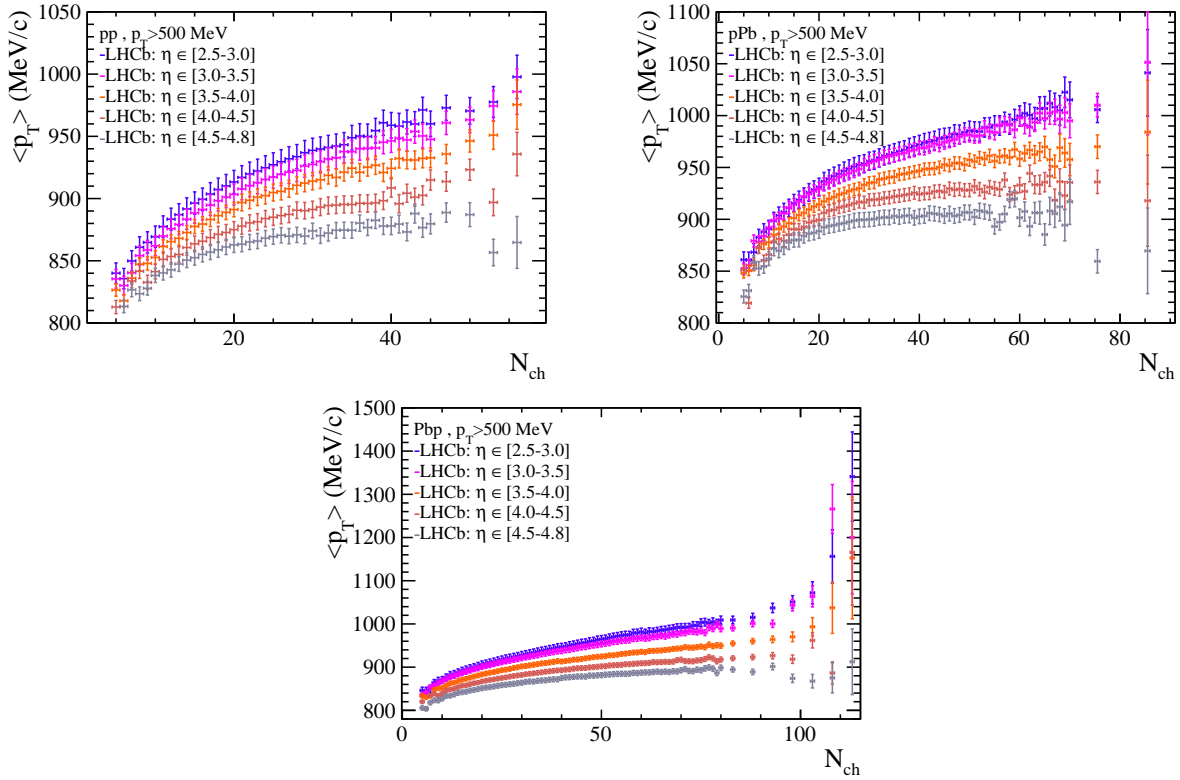 pp , p_T>500 MeV
LHCb: η ∈ [2.5-3.0]
LHCb: η ∈ [3.0-3.5]
LHCb: η ∈ [3.5-4.0]
LHCb: η ∈ [4.0-4.5]
LHCb: η ∈ [4.5-4.8]
<p_T> (MeV/c)
1050
1000
950
900
850
800
20
40
N_ch
pPb , p_T>500 MeV
LHCb: η ∈ [2.5-3.0]
LHCb: η ∈ [3.0-3.5]
LHCb: η ∈ [3.5-4.0]
LHCb: η ∈ [4.0-4.5]
LHCb: η ∈ [4.5-4.8]
<p_T> (MeV/c)
1100
1050
1000
950
900
850
800
0
20
40
60
80
N_ch
Pbp , p_T>500 MeV
LHCb: η ∈ [2.5-3.0]
LHCb: η ∈ [3.0-3.5]
LHCb: η ∈ [3.5-4.0]
LHCb: η ∈ [4.0-4.5]
LHCb: η ∈ [4.5-4.8]
<p_T> (MeV/c)
1500
1400
1300
1200
1100
1000
900
800
0
50
100
N_ch